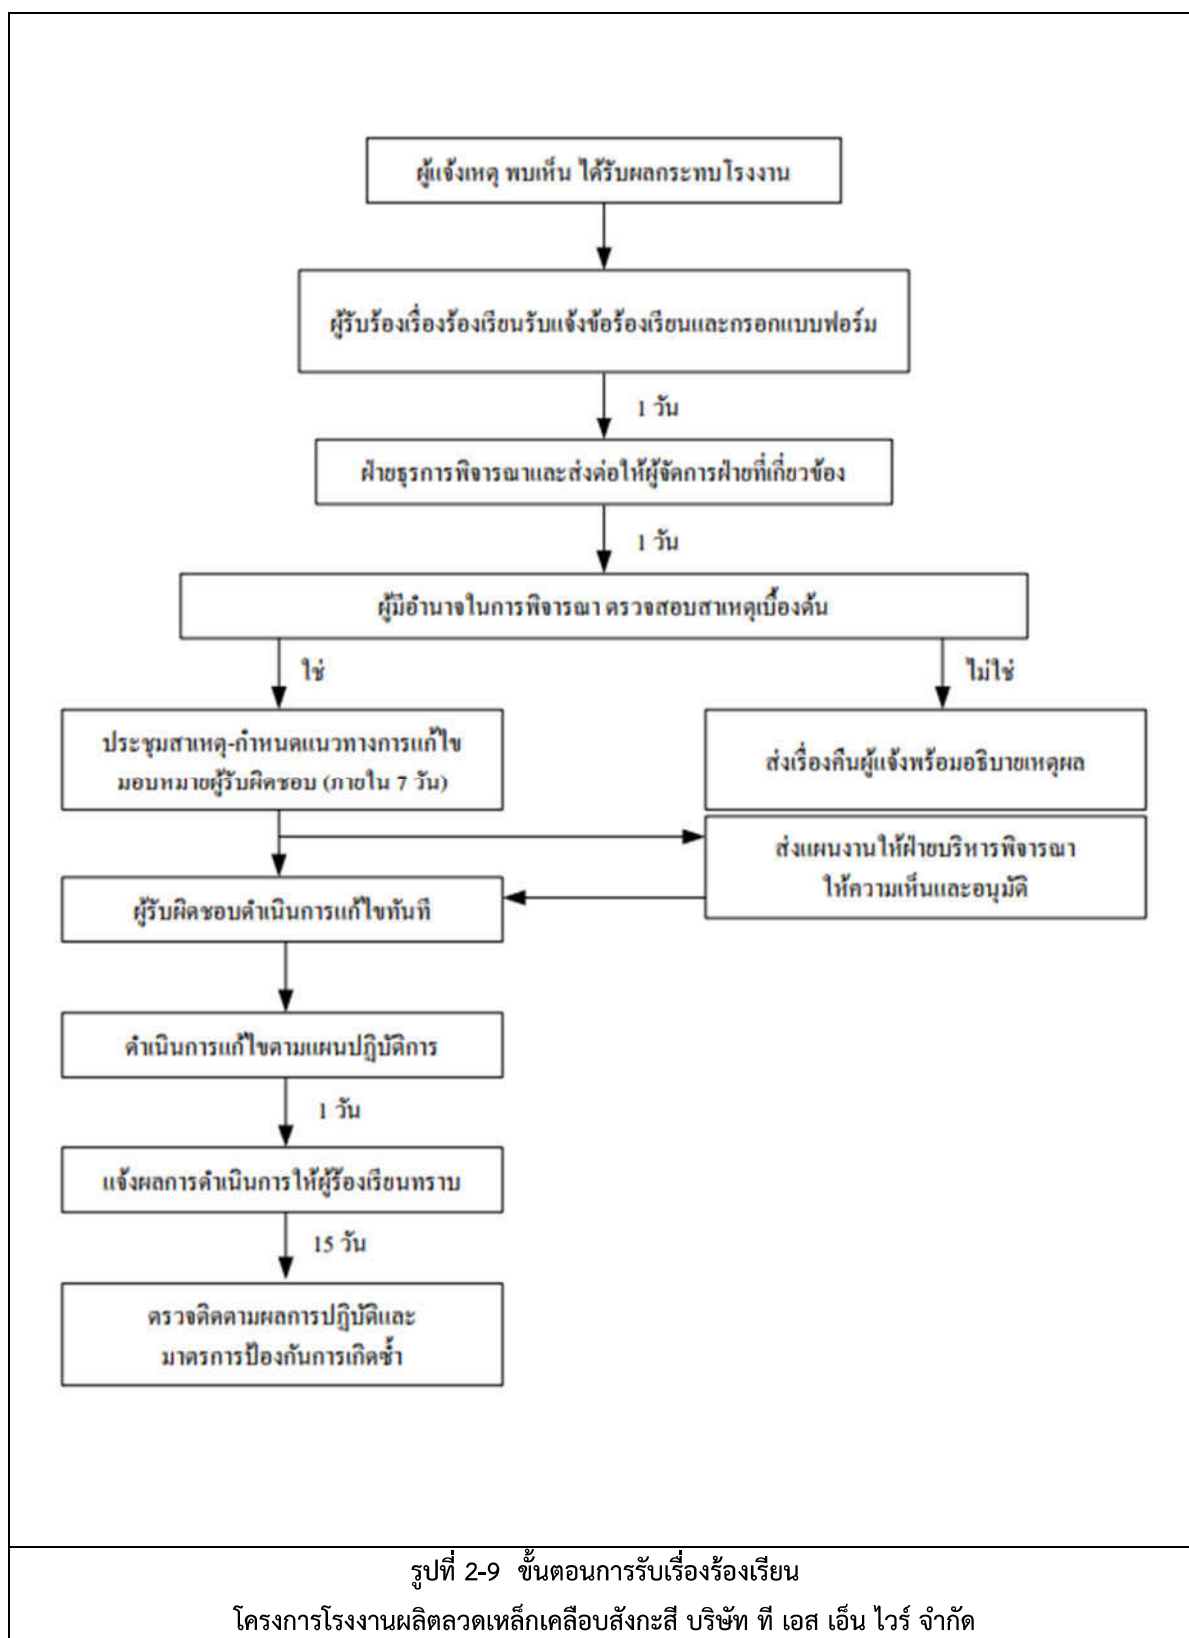 ผู้แจ้งเหตุ พบเห็น ได้รับผลกระทบโรงงาน
ผู้รับร้องเรื่องร้องเรียนรับแจ้งข้อร้องเรียนและกรอกแบบฟอร์ม
1 วัน
ฝ่ายธุรการพิจารณาและส่งต่อให้ผู้จัดการฝ่ายที่เกี่ยวข้อง
1 วัน
ผู้มีอำนาจในการพิจารณา ตรวจสอบสาเหตุเบื้องต้น
ใช่
ไม่ใช่
ประชุมสาเหตุ-กำหนดแนวทางการแก้ไข
มอบหมายผู้รับผิดชอบ (ภายใน 7 วัน)
ส่งเรื่องคืนผู้แจ้งพร้อมอธิบายเหตุผล
ส่งแผนงานให้ฝ่ายบริหารพิจารณา
ให้ความเห็นและอนุมัติ
ผู้รับผิดชอบดำเนินการแก้ไขทันที
ดำเนินการแก้ไขตามแผนปฏิบัติการ
1 วัน
แจ้งผลการดำเนินการให้ผู้ร้องเรียนทราบ
15 วัน
ตรวจติดตามผลการปฏิบัติและ
มาตรการป้องกันการเกิดซ้ำ
รูปที่ 2-9 ขั้นตอนการรับเรื่องร้องเรียน
โครงการโรงงานผลิตลวดเหล็กเคลือบสังกะสี บริษัท ที เอส เอ็น ไวร์ จำกัด